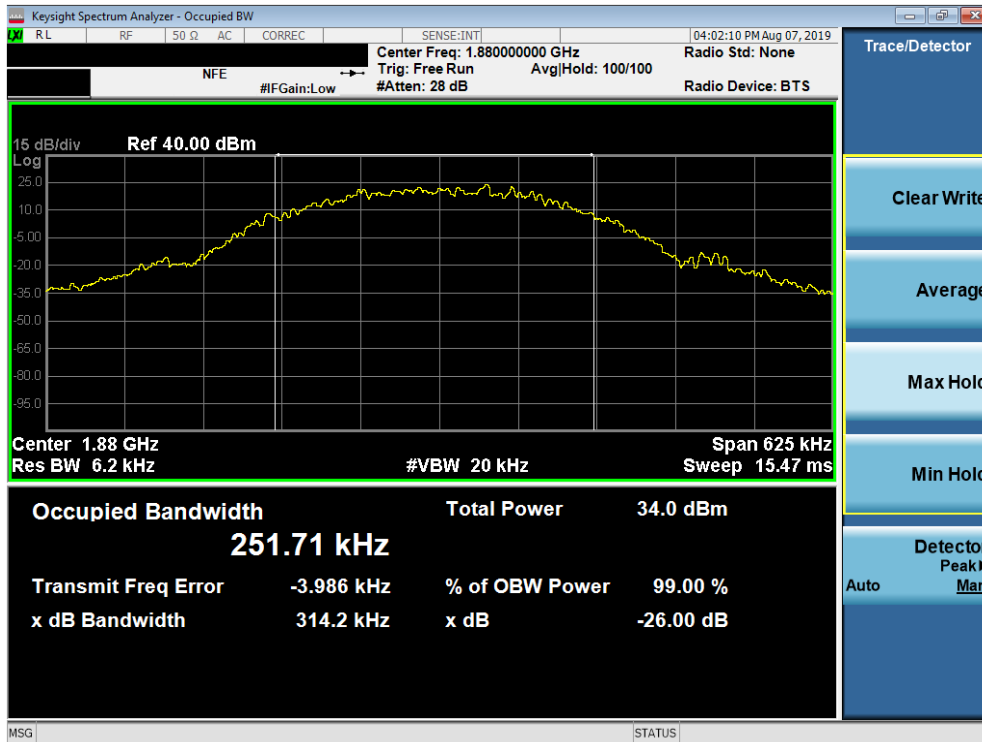 Keysight Spectrum Analyzer - Occupied BW
LXI RL RF 50 Ω AC CORREC SENSE:INT 04:02:10 PM Aug 07, 2019
NFE
#IFGain:Low
Center Freq: 1.880000000 GHz
Trig: Free Run Avg|Hold: 100/100
#Atten: 28 dB
Radio Std: None
Radio Device: BTS
15 dB/div Ref 40.00 dBm
Log
25.0
10.0
-5.00
-20.0
-35.0
-50.0
-65.0
-80.0
-95.0
Center 1.88 GHz Span 625 kHz
Res BW 6.2 kHz #VBW 20 kHz Sweep 15.47 ms
Occupied Bandwidth Total Power 34.0 dBm
251.71 kHz
Transmit Freq Error -3.986 kHz % of OBW Power 99.00 %
x dB Bandwidth 314.2 kHz x dB -26.00 dB
Trace/Detector
Clear Write
Average
Max Hold
Min Hold
Detector
Peak
Auto Man
MSG STATUS